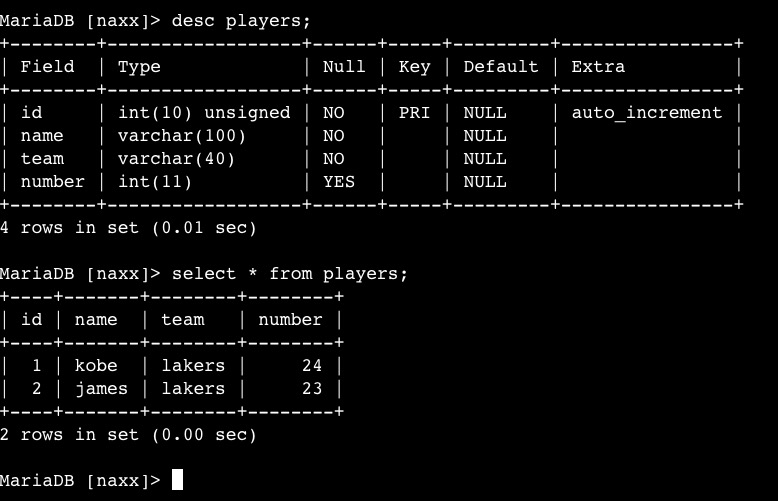 MariaDB [naxx]> desc players;
+--------+------------------+------+-----+---------+----------------+
| Field  | Type             | Null | Key | Default | Extra          |
+--------+------------------+------+-----+---------+----------------+
| id     | int(10) unsigned | NO   | PRI | NULL    | auto_increment |
| name   | varchar(100)     | NO   |     | NULL    |                |
| team   | varchar(40)      | NO   |     | NULL    |                |
| number | int(11)          | YES  |     | NULL    |                |
+--------+------------------+------+-----+---------+----------------+
4 rows in set (0.01 sec)
MariaDB [naxx]> select * from players;
+----+-------+--------+--------+
| id | name  | team   | number |
+----+-------+--------+--------+
|  1 | kobe  | lakers |     24 |
|  2 | james | lakers |     23 |
+----+-------+--------+--------+
2 rows in set (0.00 sec)
MariaDB [naxx]>